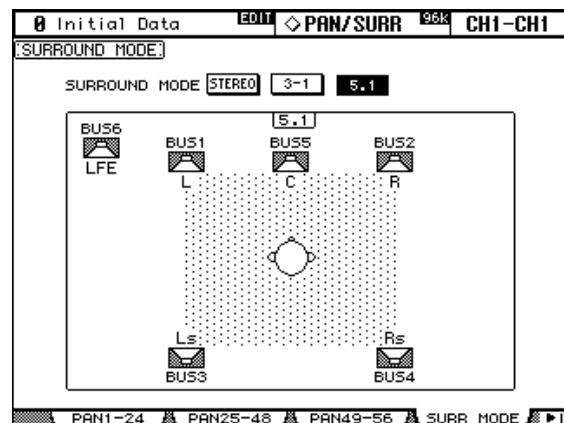 0 Initial Data EDIT ◇PAN/SURR 96K CH1-CH1
SURROUND MODE
SURROUND MODE STEREO 3-1 5.1
5.1
BUS6 BUS1 BUS5 BUS2
LFE L C R
Ls Rs
BUS3 BUS4
PAN1-24 PAN25-48 PAN49-56 SURR MODE